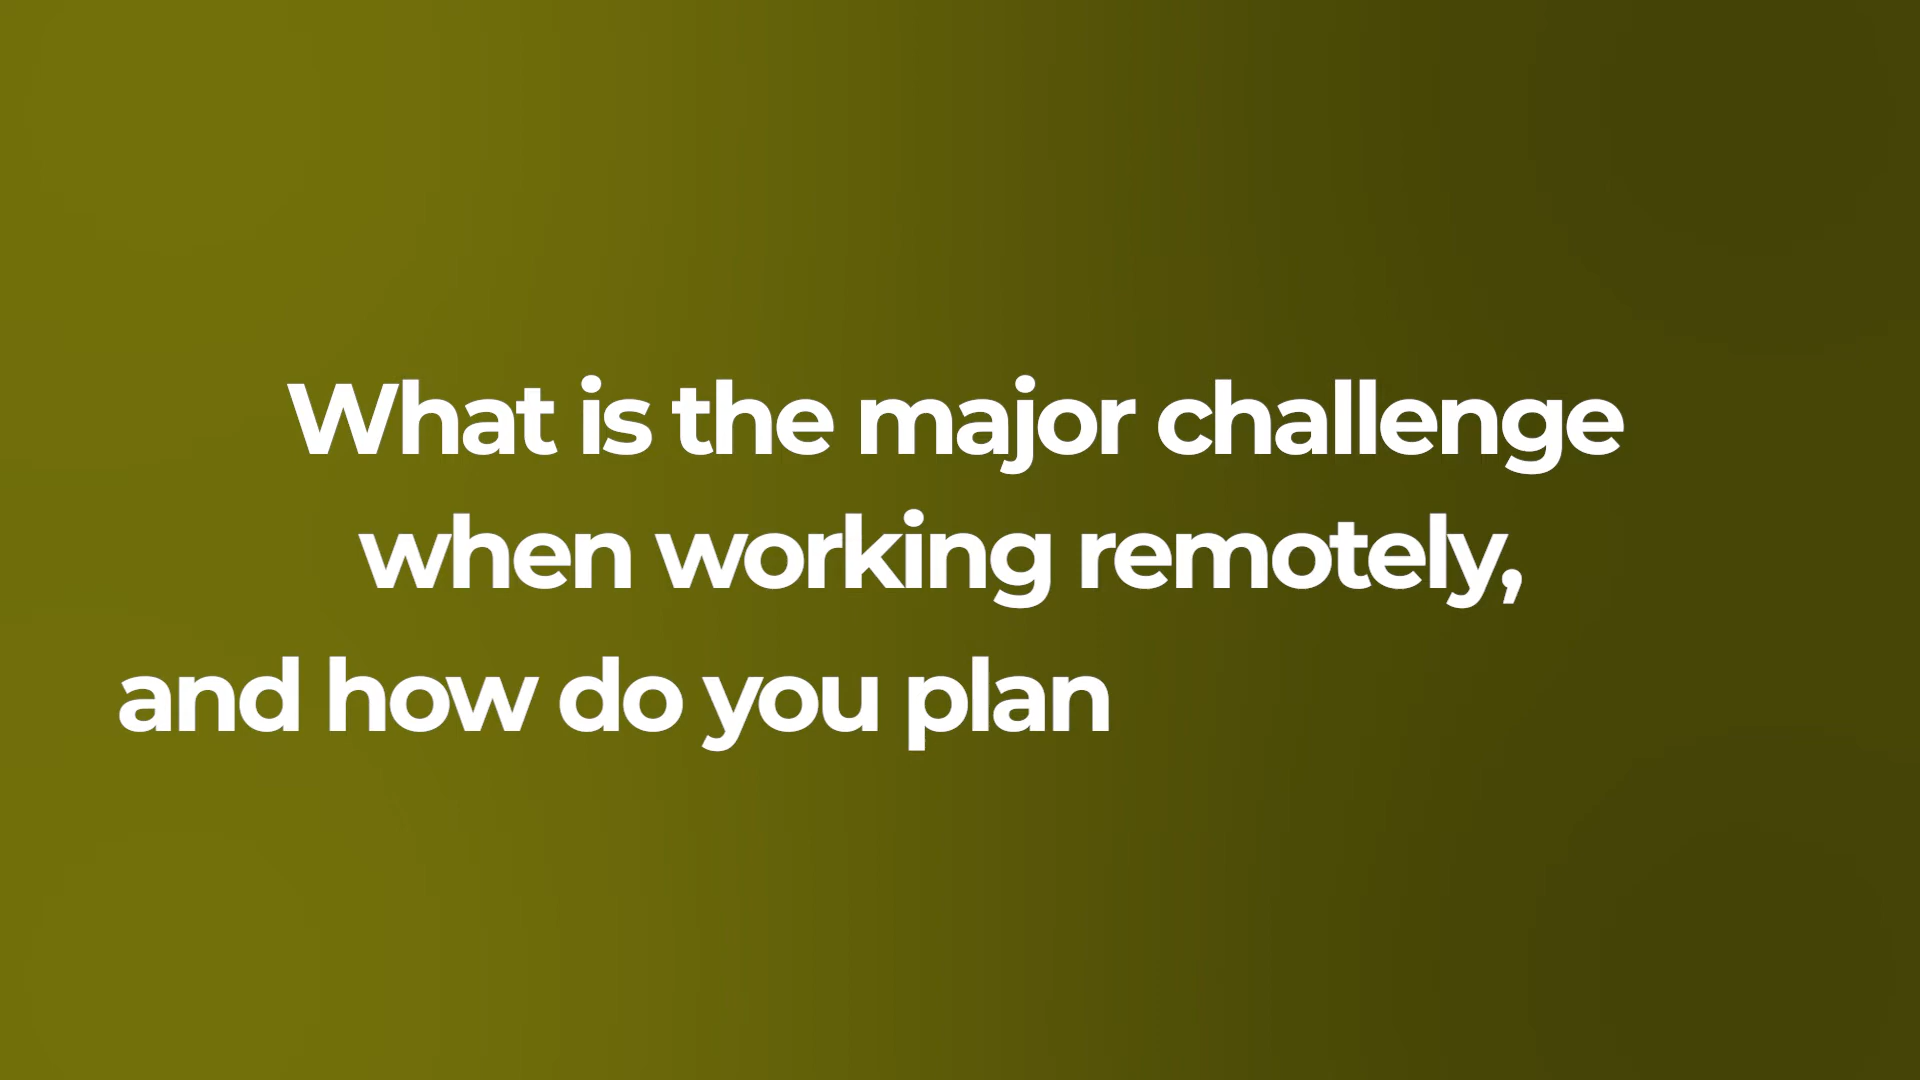 What is the major challenge
when working remotely,
and how do you plan